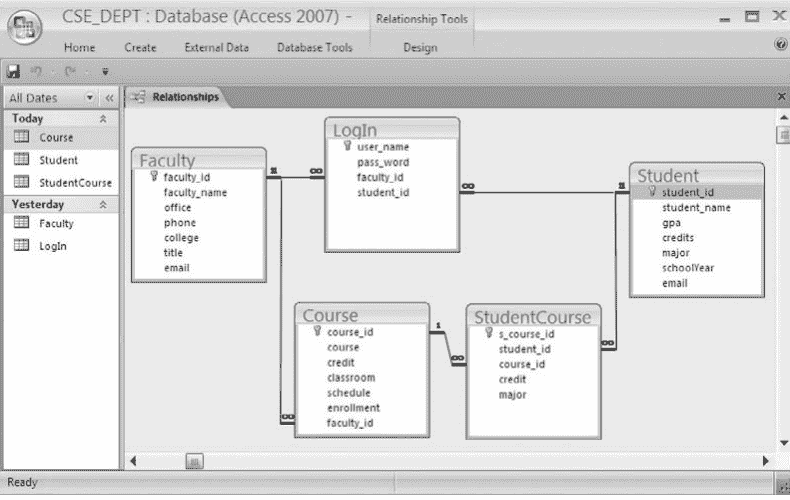 CSE_DEPT : Database (Access 2007) -
Relationship Tools
Home
Create
External Data
Database Tools
Design
All Dates
«
Relationships
Today
Course
Student
StudentCourse
Yesterday
Faculty
LogIn
Faculty
faculty_id
faculty_name
office
phone
college
title
email
LogIn
user_name
pass_word
faculty_id
student_id
Student
student_id
student_name
gpa
credits
major
schoolYear
email
Course
course_id
course
credit
classroom
schedule
enrollment
faculty_id
StudentCourse
s_course_id
student_id
course_id
credit
major
1
∞
1
∞
∞
1
∞
∞
Ready